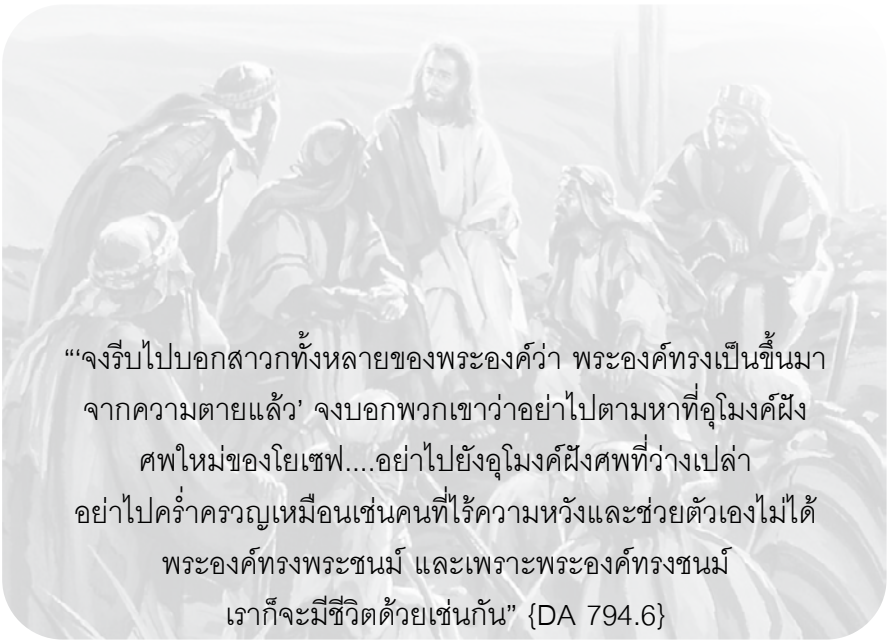 “‘จงรีบไปบอกสาวกทั้งหลายของพระองค์ว่า พระองค์ทรงเป็นขึ้นมา
จากความตายแล้ว’ จงบอกพวกเขาว่าอย่าไปตามหาที่อุโมงค์ฝัง
ศพใหม่ของโยเซฟ....อย่าไปยังอุโมงค์ฝังศพที่ว่างเปล่า
อย่าไปคร่ำครวญเหมือนเช่นคนที่ไร้ความหวังและช่วยตัวเองไม่ได้
พระองค์ทรงพระชนม์ และเพราะพระองค์ทรงชนม์
เราก็จะมีชีวิตด้วยเช่นกัน” {DA 794.6}